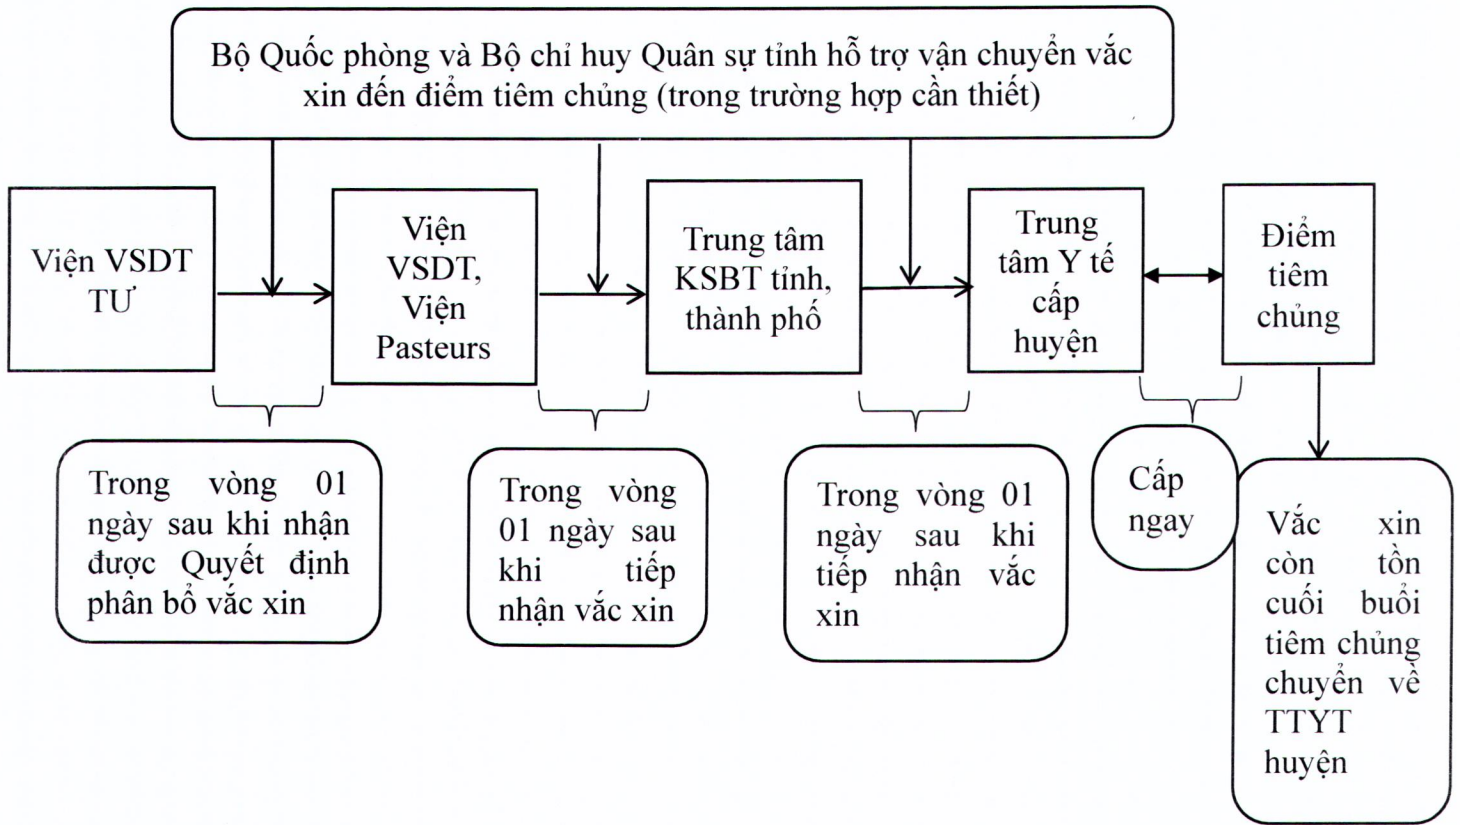 Bộ Quốc phòng và Bộ chỉ huy Quân sự tỉnh hỗ trợ vận chuyển vắc
xin đến điểm tiêm chủng (trong trường hợp cần thiết)
Viện VSDT
TƯ
Viện
VSDT,
Viện
Pasteurs
Trung tâm
KSBT tỉnh,
thành phố
Trung
tâm Y tế
cấp
huyện
Điểm
tiêm
chủng
Trong vòng 01
ngày sau khi nhận
được Quyết định
phân bổ vắc xin
Trong vòng
01 ngày sau
khi tiếp
nhận vắc xin
Trong vòng 01
ngày sau khi
tiếp nhận vắc
xin
Cấp
ngay
Vắc xin
còn tồn
cuối buổi
tiêm chủng
chuyển về
TTYT
huyện